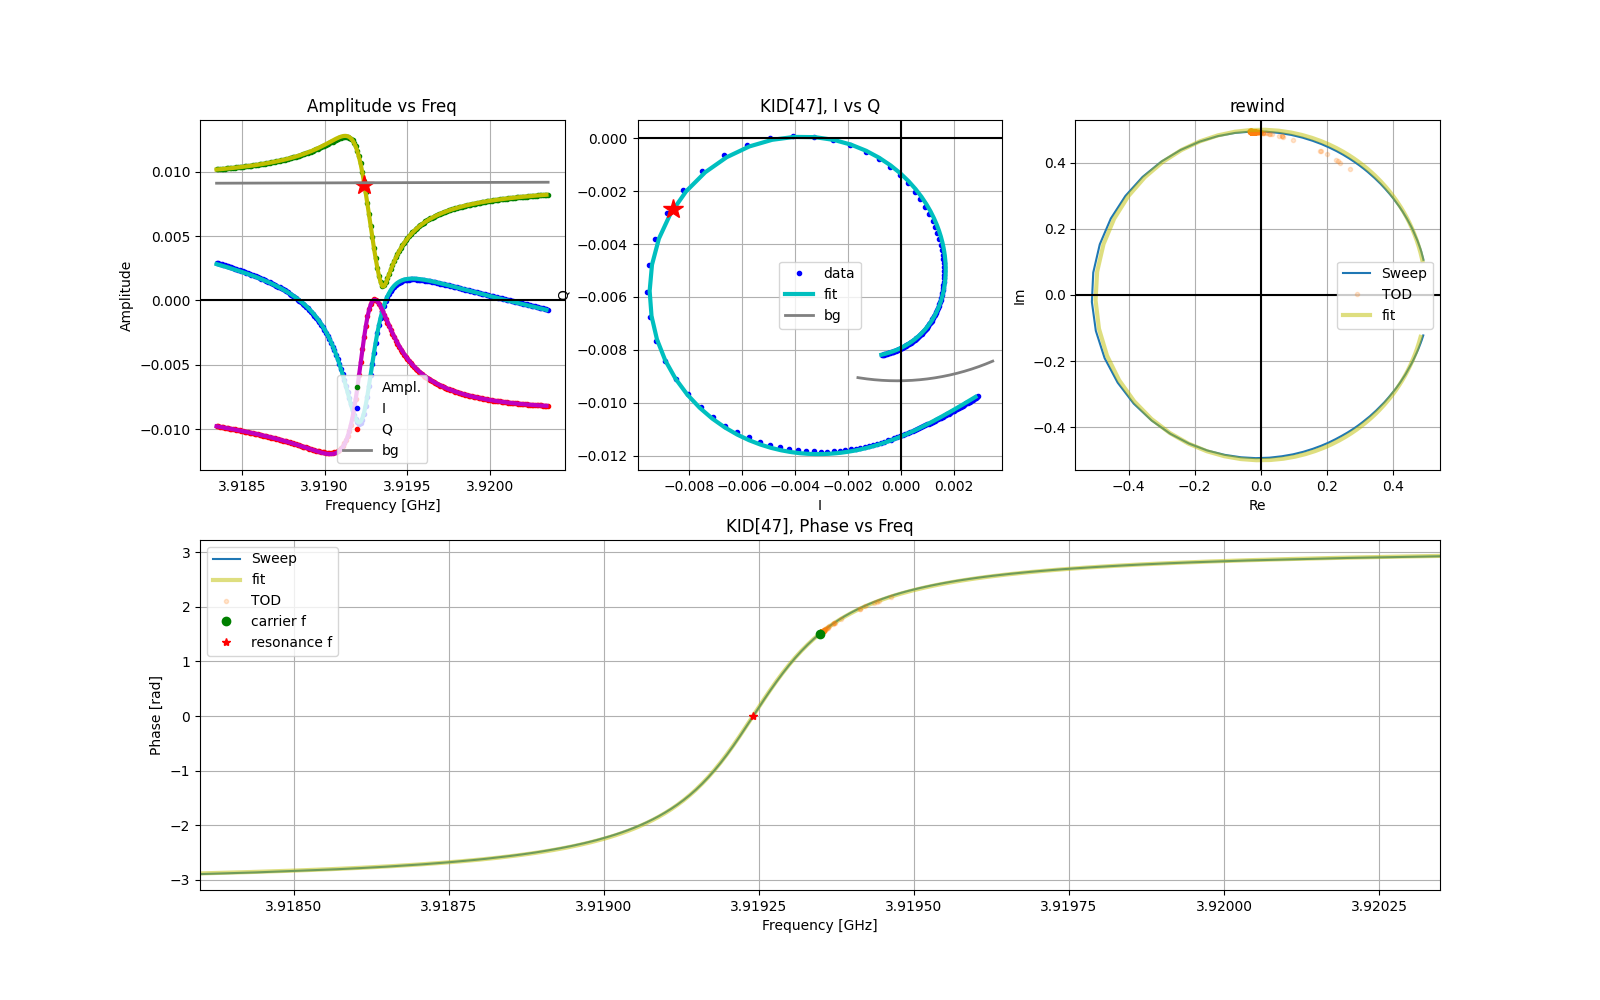 Amplitude vs Freq
KID[47], I vs Q
rewind
0.010
0.005
0.000
−0.005
−0.010
Amplitude
3.9185
3.9190
3.9195
3.9200
Frequency [GHz]
Ampl.
I
Q
bg
0.000
−0.002
−0.004
−0.006
−0.008
−0.010
−0.012
Q
data
fit
bg
−0.008
−0.006
−0.004
−0.002
0.000
0.002
I
0.4
0.2
0.0
−0.2
−0.4
Im
Sweep
TOD
fit
−0.4
−0.2
0.0
0.2
0.4
Re
KID[47], Phase vs Freq
3
2
1
0
−1
−2
−3
Phase [rad]
Sweep
fit
TOD
carrier f
resonance f
3.91850
3.91875
3.91900
3.91925
3.91950
3.91975
3.92000
3.92025
Frequency [GHz]